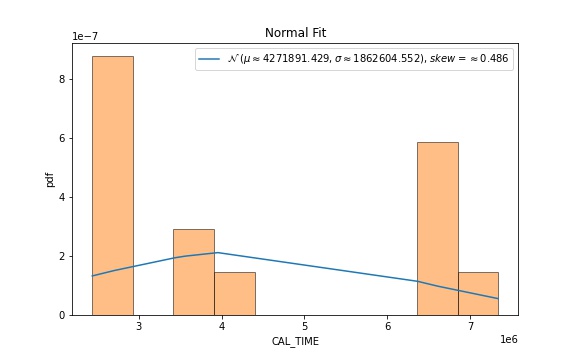 Normal Fit
1e−7
𝒩 (μ ≈ 4271891.429, σ ≈ 1862604.552), skew = ≈ 0.486
8
6
4
2
0
pdf
3 4 5 6 7
1e6
CAL_TIME